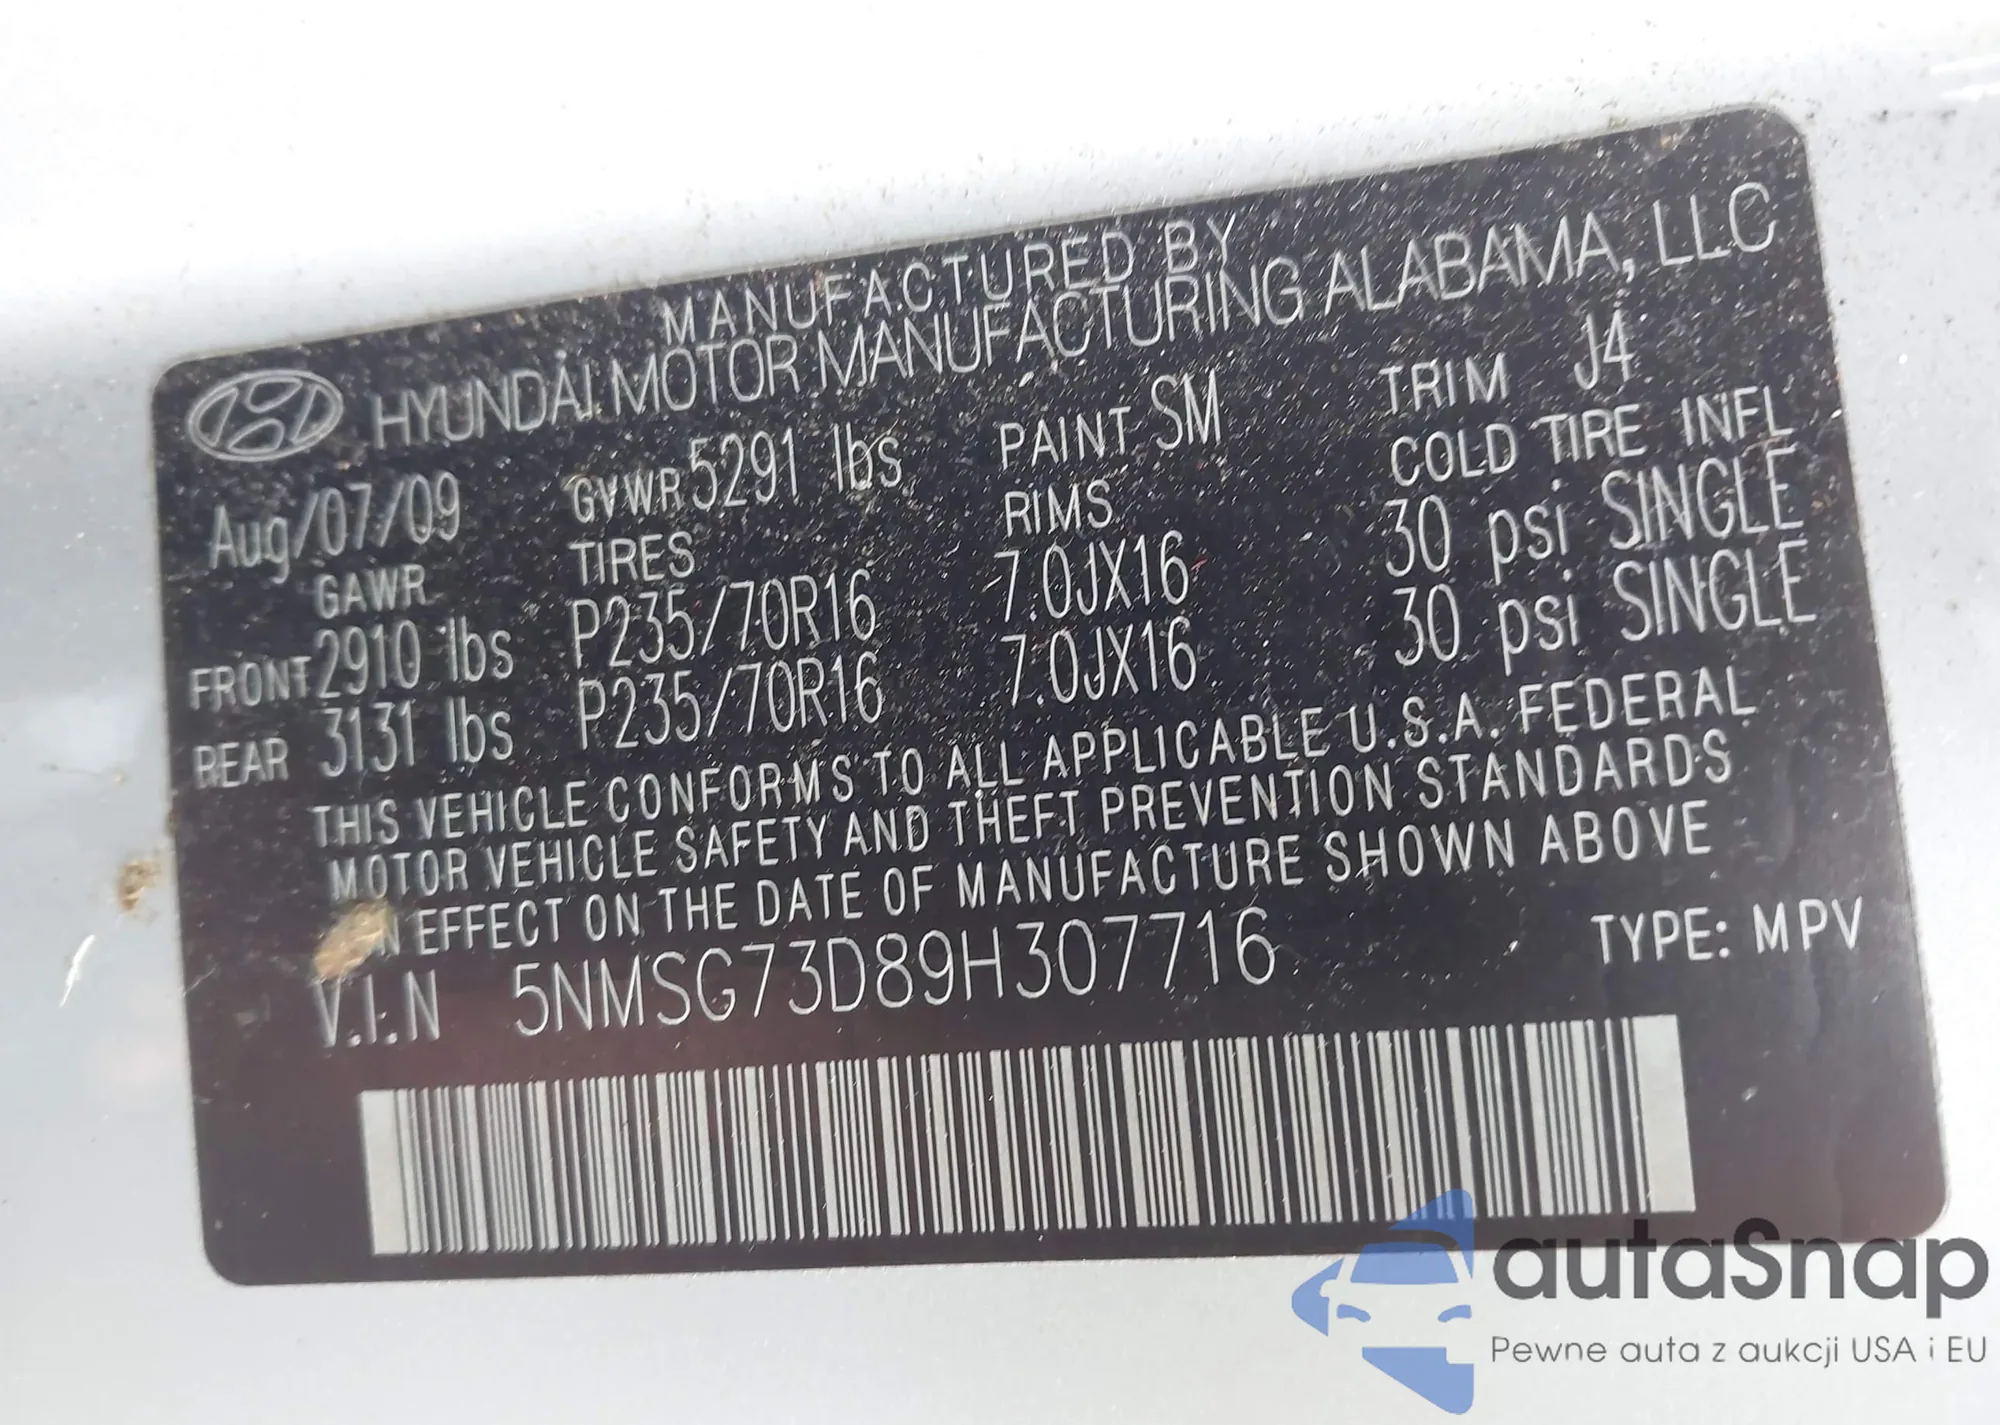 MANUFACTURED BY
HYUNDAI MOTOR MANUFACTURING ALABAMA, LLC
Aug/07/09 GVWR 5291 lbs PAINT SM TRIM J4
GAWR TIRES RIMS COLD TIRE INFL
FRONT 2910 lbs P235/70R16 7.0JX16 30 psi SINGLE
REAR 3131 lbs P235/70R16 7.0JX16 30 psi SINGLE
THIS VEHICLE CONFORMS TO ALL APPLICABLE U.S.A. FEDERAL
MOTOR VEHICLE SAFETY AND THEFT PREVENTION STANDARDS
IN EFFECT ON THE DATE OF MANUFACTURE SHOWN ABOVE
V.I.N 5NMSG73D89H307716 TYPE: MPV
autaSnap
Pewne auta z aukcji USA i EU